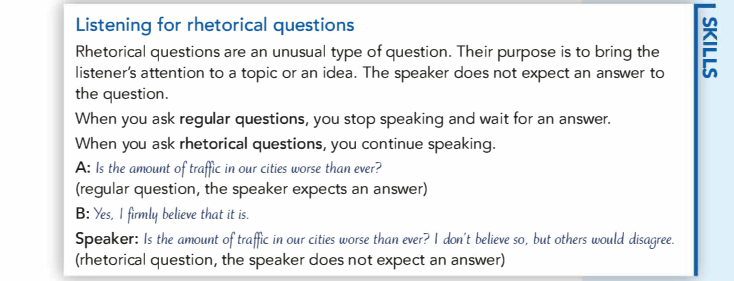 Listening for rhetorical questions
Rhetorical questions are an unusual type of question. Their purpose is to bring the
listener's attention to a topic or an idea. The speaker does not expect an answer to
the question.
When you ask regular questions, you stop speaking and wait for an answer.
When you ask rhetorical questions, you continue speaking.
A: Is the amount of traffic in our cities worse than ever?
(regular question, the speaker expects an answer)
B: Yes, I firmly believe that it is.
Speaker: Is the amount of traffic in our cities worse than ever? I don't believe so, but others would disagree.
(rhetorical question, the speaker does not expect an answer)
SKILLS